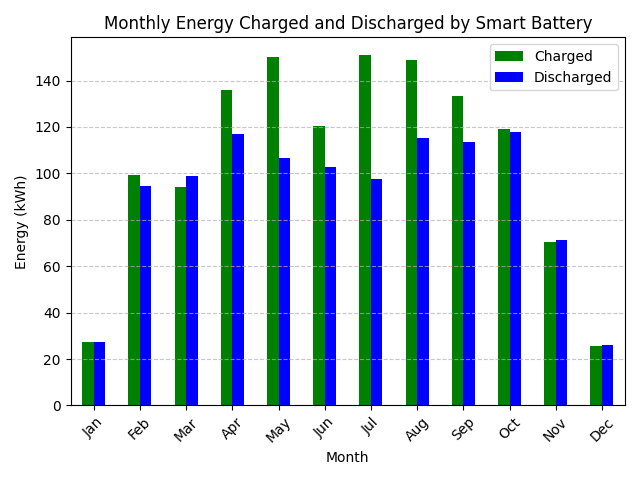 Monthly Energy Charged and Discharged by Smart Battery
Charged
Discharged
Energy (kWh)
140
120
100
80
60
40
20
0
Jan Feb Mar Apr May Jun Jul Aug Sep Oct Nov Dec
Month